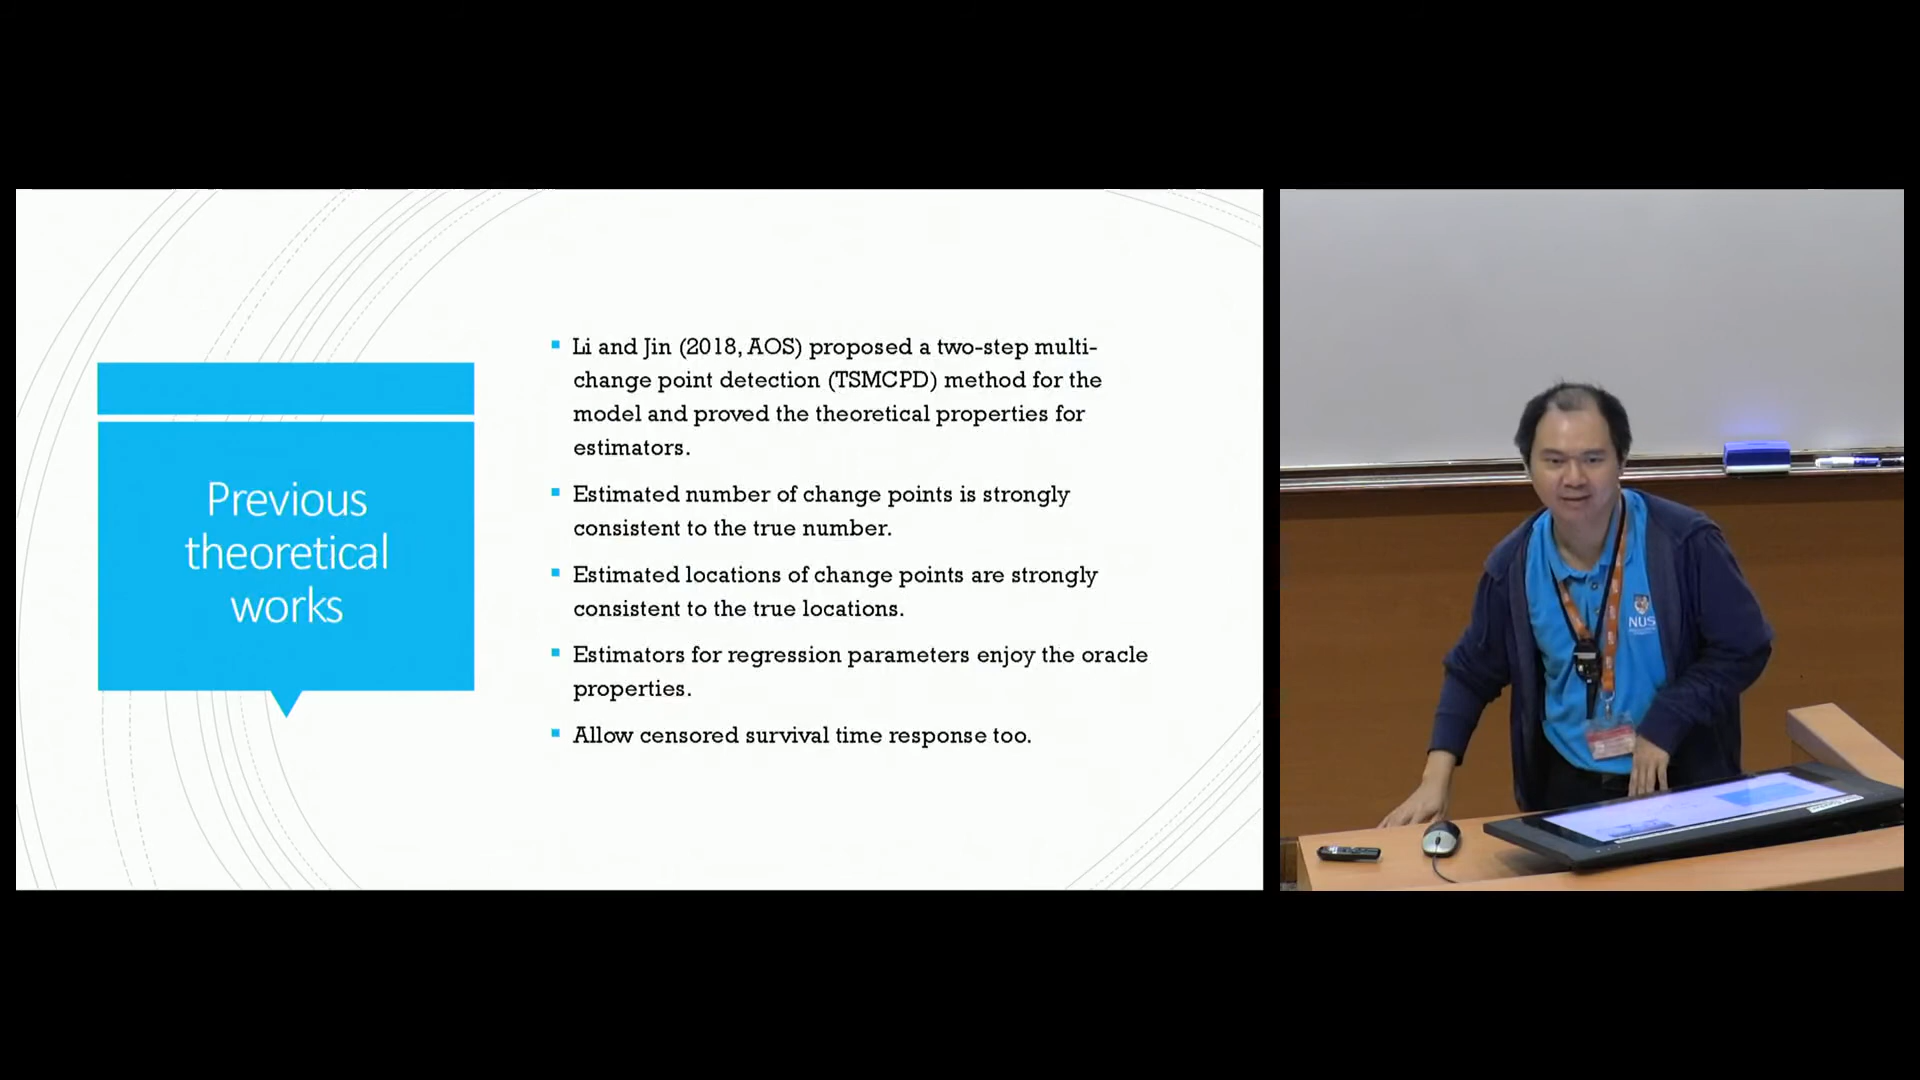 Previous
theoretical
works
Li and Jin (2018, AOS) proposed a two-step multi-
change point detection (TSMCPD) method for the
model and proved the theoretical properties for
estimators.
Estimated number of change points is strongly
consistent to the true number.
Estimated locations of change points are strongly
consistent to the true locations.
Estimators for regression parameters enjoy the oracle
properties.
Allow censored survival time response too.
NUS